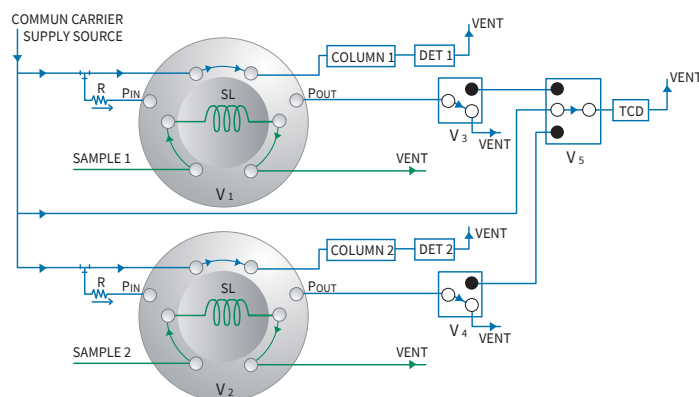 COMMUN CARRIER
SUPPLY SOURCE
VENT
COLUMN 1
DET 1
VENT
R
PIN
SL
POUT
TCD
V3
VENT
V5
SAMPLE 1
VENT
V1
VENT
COLUMN 2
DET 2
R
PIN
SL
POUT
V4
VENT
SAMPLE 2
VENT
V2